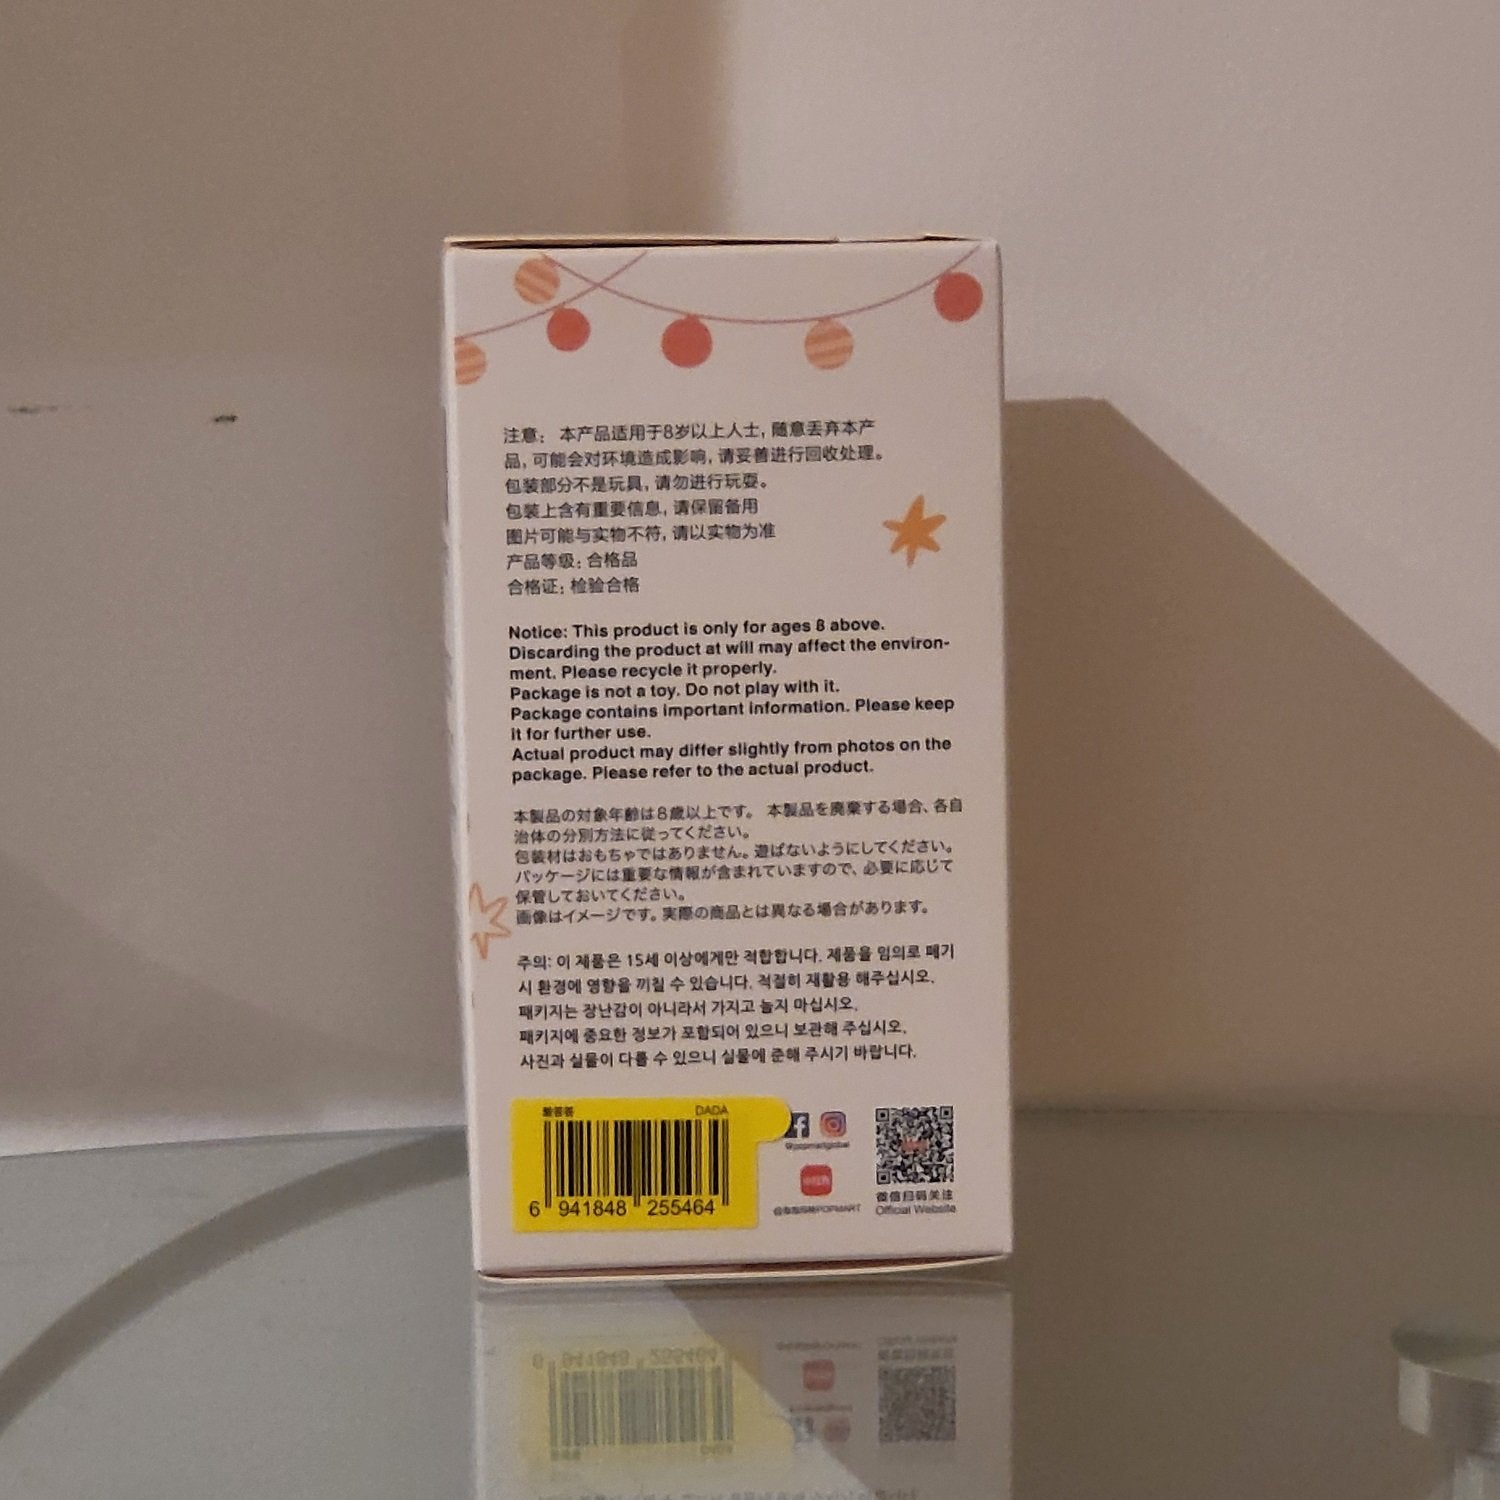 注意： 本产品适用于8岁以上人士, 随意丢弃本产
品, 可能会对环境造成影响, 请妥善进行回收处理。
包装部分不是玩具, 请勿进行玩耍。
包装上含有重要信息, 请保留备用
图片可能与实物不符, 请以实物为准
产品等级: 合格品
合格证: 检验合格
Notice: This product is only for ages 8 above.
Discarding the product at will may affect the environ-
ment. Please recycle it properly.
Package is not a toy. Do not play with it.
Package contains important information. Please keep
it for further use.
Actual product may differ slightly from photos on the
package. Please refer to the actual product.
本製品の対象年齢は8歳以上です。 本製品を廃棄する場合、各自
治体の分別方法に従ってください。
包装材はおもちゃではありません。遊ばないようにしてください。
パッケージには重要な情報が含まれていますので、必要に応じて
保管しておいてください。
画像はイメージです。実際の商品とは異なる場合があります。
주의: 이 제품은 15세 이상에게만 적합합니다. 제품을 임의로 폐기
시 환경에 영향을 끼칠 수 있습니다. 적절히 재활용 해주십시오.
패키지는 장난감이 아니라서 가지고 놀지 마십시오.
패키지에 중요한 정보가 포함되어 있으니 보관해 주십시오.
사진과 실물이 다를 수 있으니 실물에 준해 주시기 바랍니다.
DADA
6 941848 255464
@popmartglobal
小红书
POPMART
微信扫码关注
Official Website